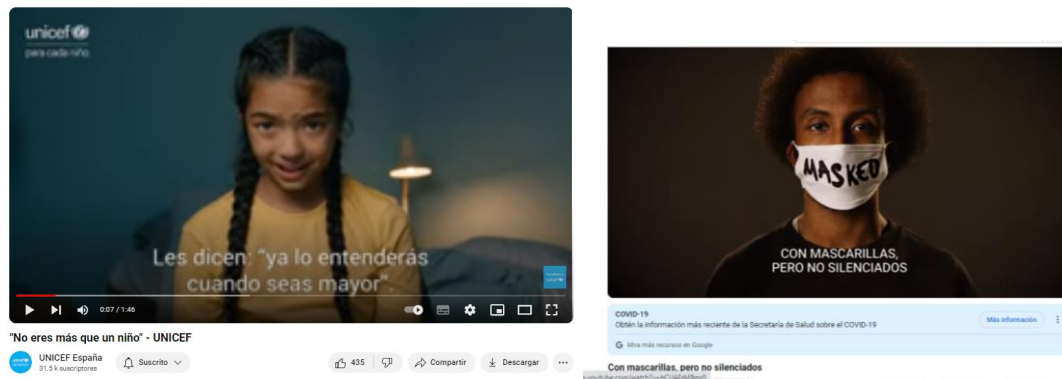 unicef
para cada niño
Les dicen: "ya lo entenderás
cuando seas mayor".
0:07 / 1:46
"No eres más que un niño" - UNICEF
UNICEF España
31.5 k suscriptores
Suscrito
435
Compartir
Descargar
MASKED
CON MASCARILLAS,
PERO NO SILENCIADOS
COVID-19
Obtén la información más reciente de la Secretaría de Salud sobre el COVID-19
Más información
Mira más recursos en Google
Con mascarillas, pero no silenciados